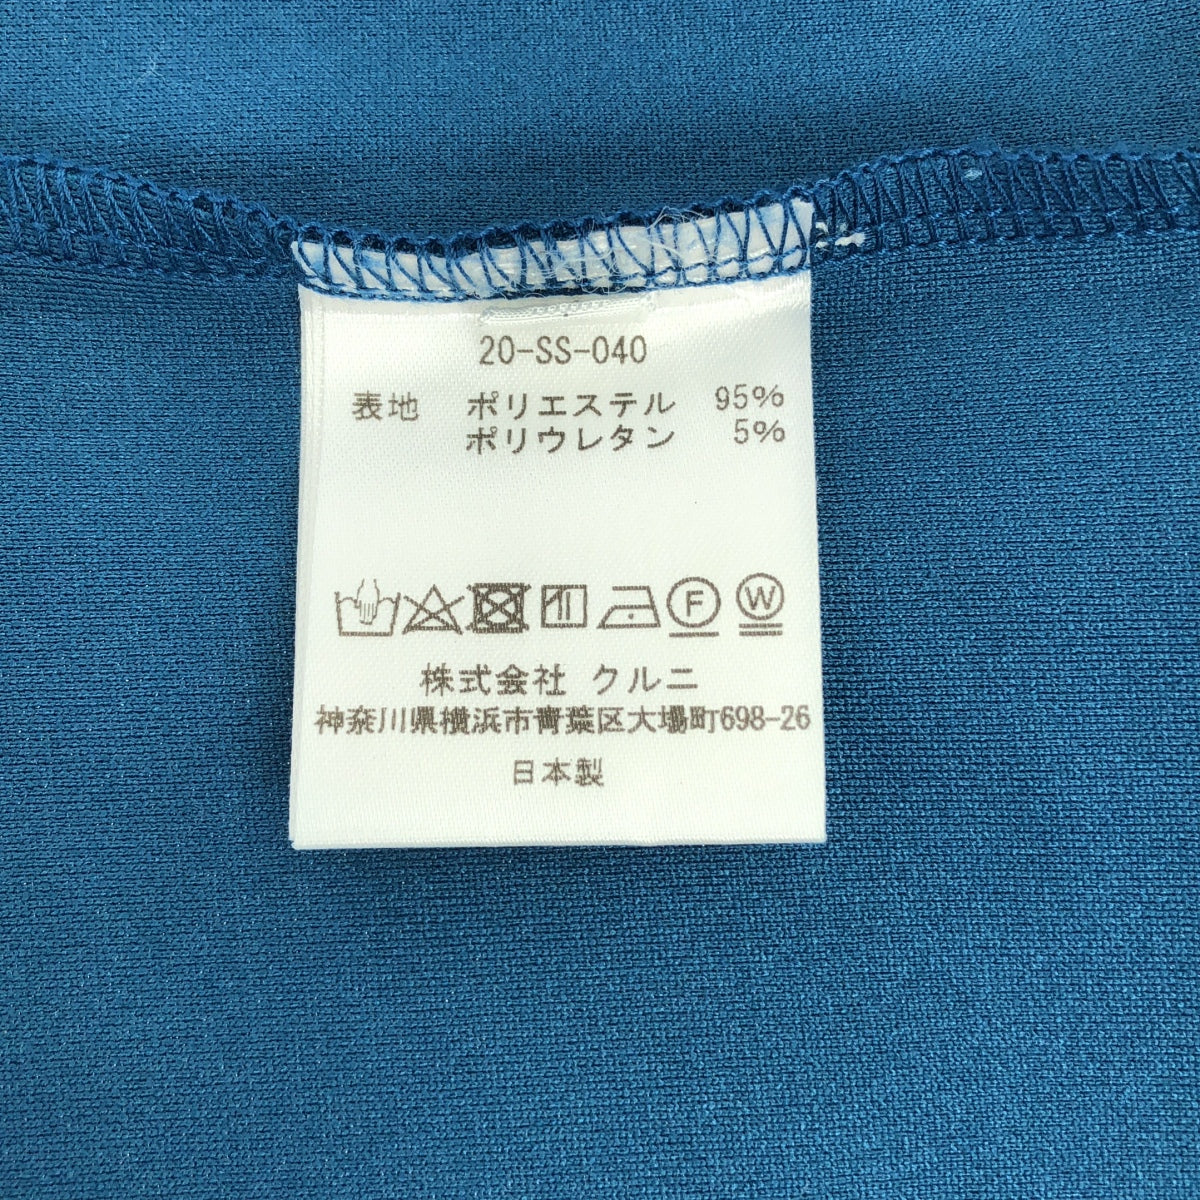 20-SS-040
表地 ポリエステル 95%
ポリウレタン 5%
F W
株式会社 クルニ
神奈川県横浜市青葉区大場町698-26
日本製